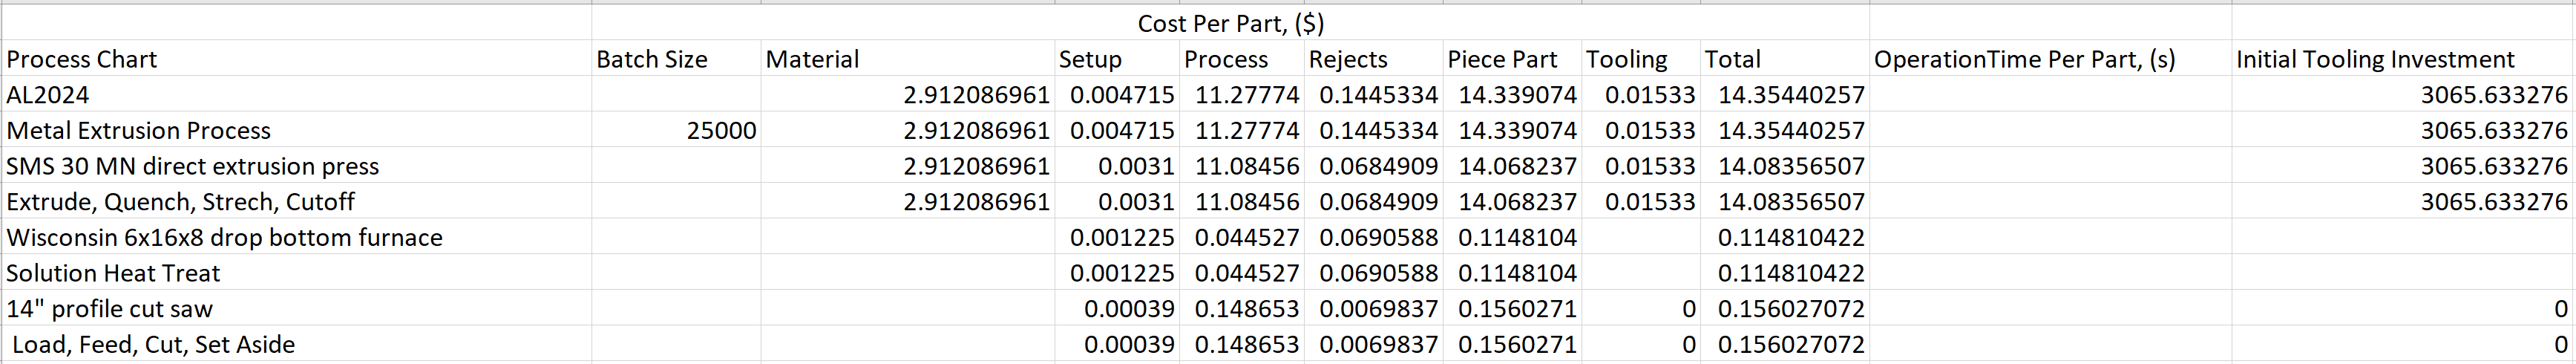 Cost Per Part, ($)
Process Chart Batch Size Material Setup Process Rejects Piece Part Tooling Total OperationTime Per Part, (s) Initial Tooling Investment
AL2024 2.912086961 0.004715 11.27774 0.1445334 14.339074 0.01533 14.35440257 3065.633276
Metal Extrusion Process 25000 2.912086961 0.004715 11.27774 0.1445334 14.339074 0.01533 14.35440257 3065.633276
SMS 30 MN direct extrusion press 2.912086961 0.0031 11.08456 0.0684909 14.068237 0.01533 14.08356507 3065.633276
Extrude, Quench, Strech, Cutoff 2.912086961 0.0031 11.08456 0.0684909 14.068237 0.01533 14.08356507 3065.633276
Wisconsin 6x16x8 drop bottom furnace 0.001225 0.044527 0.0690588 0.1148104 0.114810422
Solution Heat Treat 0.001225 0.044527 0.0690588 0.1148104 0.114810422
14" profile cut saw 0.00039 0.148653 0.0069837 0.1560271 0 0.156027072 0
Load, Feed, Cut, Set Aside 0.00039 0.148653 0.0069837 0.1560271 0 0.156027072 0